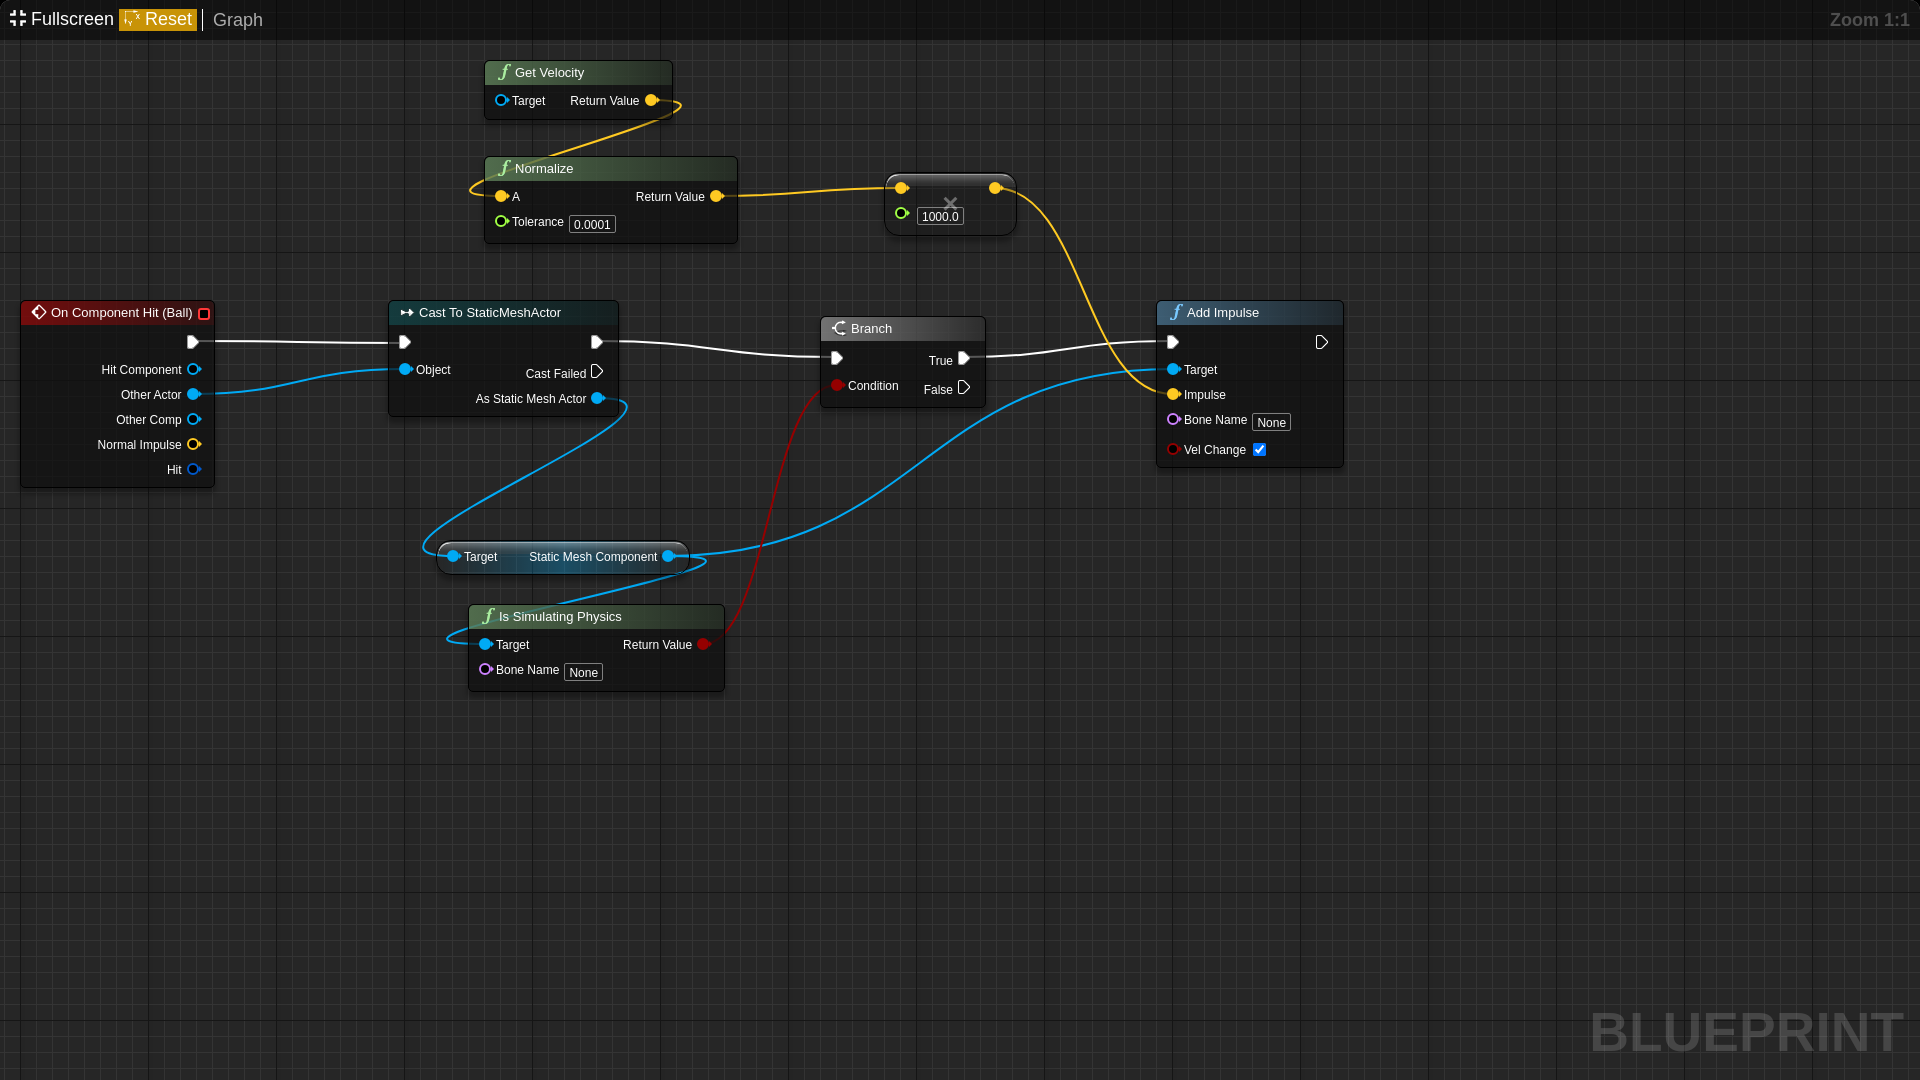 Fullscreen Reset Graph Zoom 1:1
Get Velocity
Target Return Value
Normalize
A Return Value
Tolerance 0.0001
1000.0
On Component Hit (Ball)
Hit Component
Other Actor
Other Comp
Normal Impulse
Hit
Cast To StaticMeshActor
Object Cast Failed
As Static Mesh Actor
Branch
True
Condition False
Add Impulse
Target
Impulse
Bone Name None
Vel Change
Target Static Mesh Component
Is Simulating Physics
Target Return Value
Bone Name None
BLUEPRINT